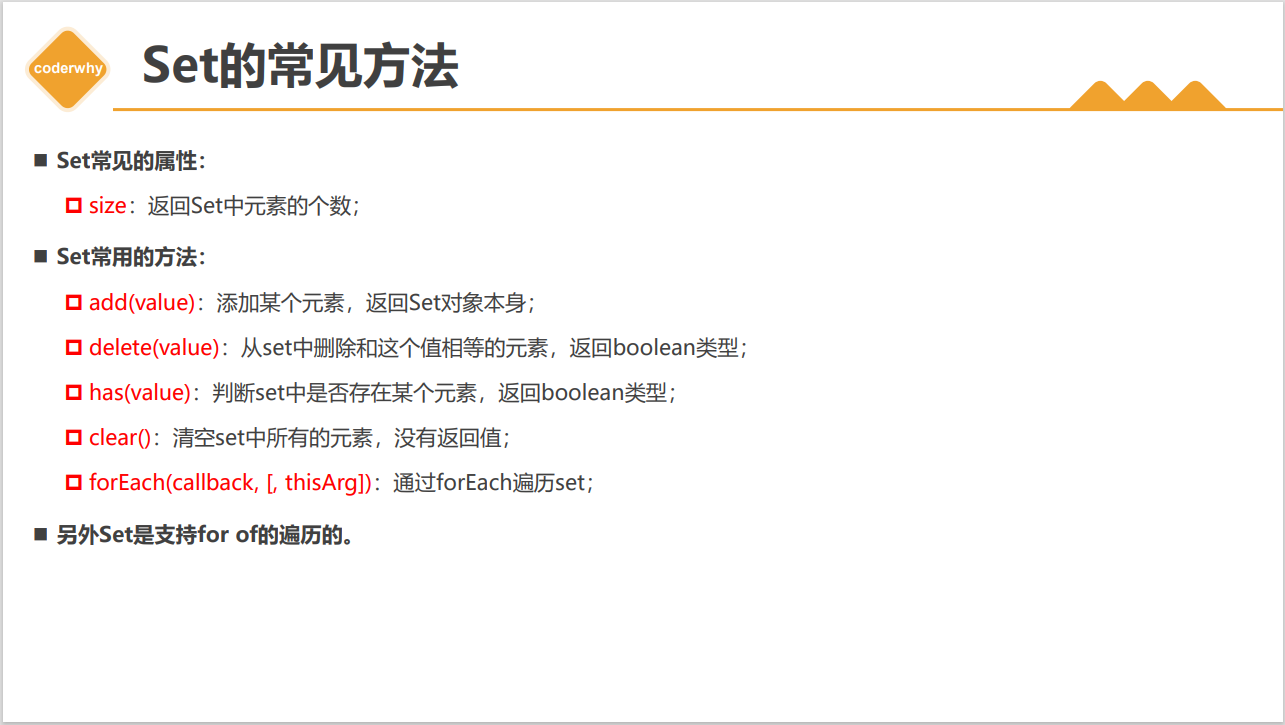 coderwhy
Set的常见方法
Set常见的属性：
size：返回Set中元素的个数；
Set常用的方法：
add(value)：添加某个元素，返回Set对象本身；
delete(value)：从set中删除和这个值相等的元素，返回boolean类型；
has(value)：判断set中是否存在某个元素，返回boolean类型；
clear()：清空set中所有的元素，没有返回值；
forEach(callback, [, thisArg])：通过forEach遍历set；
另外Set是支持for of的遍历的。